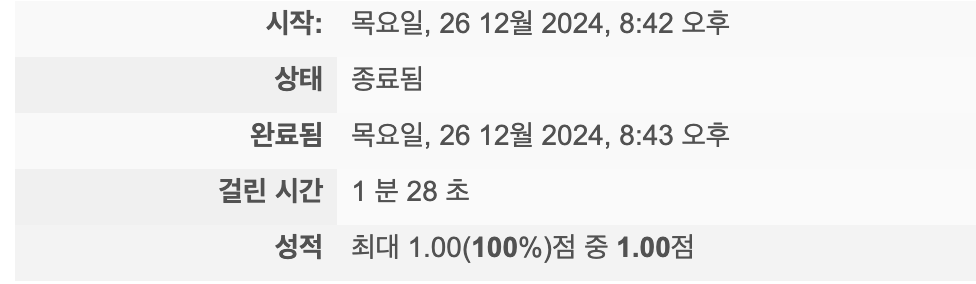 시작: 목요일, 26 12월 2024, 8:42 오후
상태 종료됨
완료됨 목요일, 26 12월 2024, 8:43 오후
걸린 시간 1 분 28 초
성적 최대 1.00(100%)점 중 1.00점